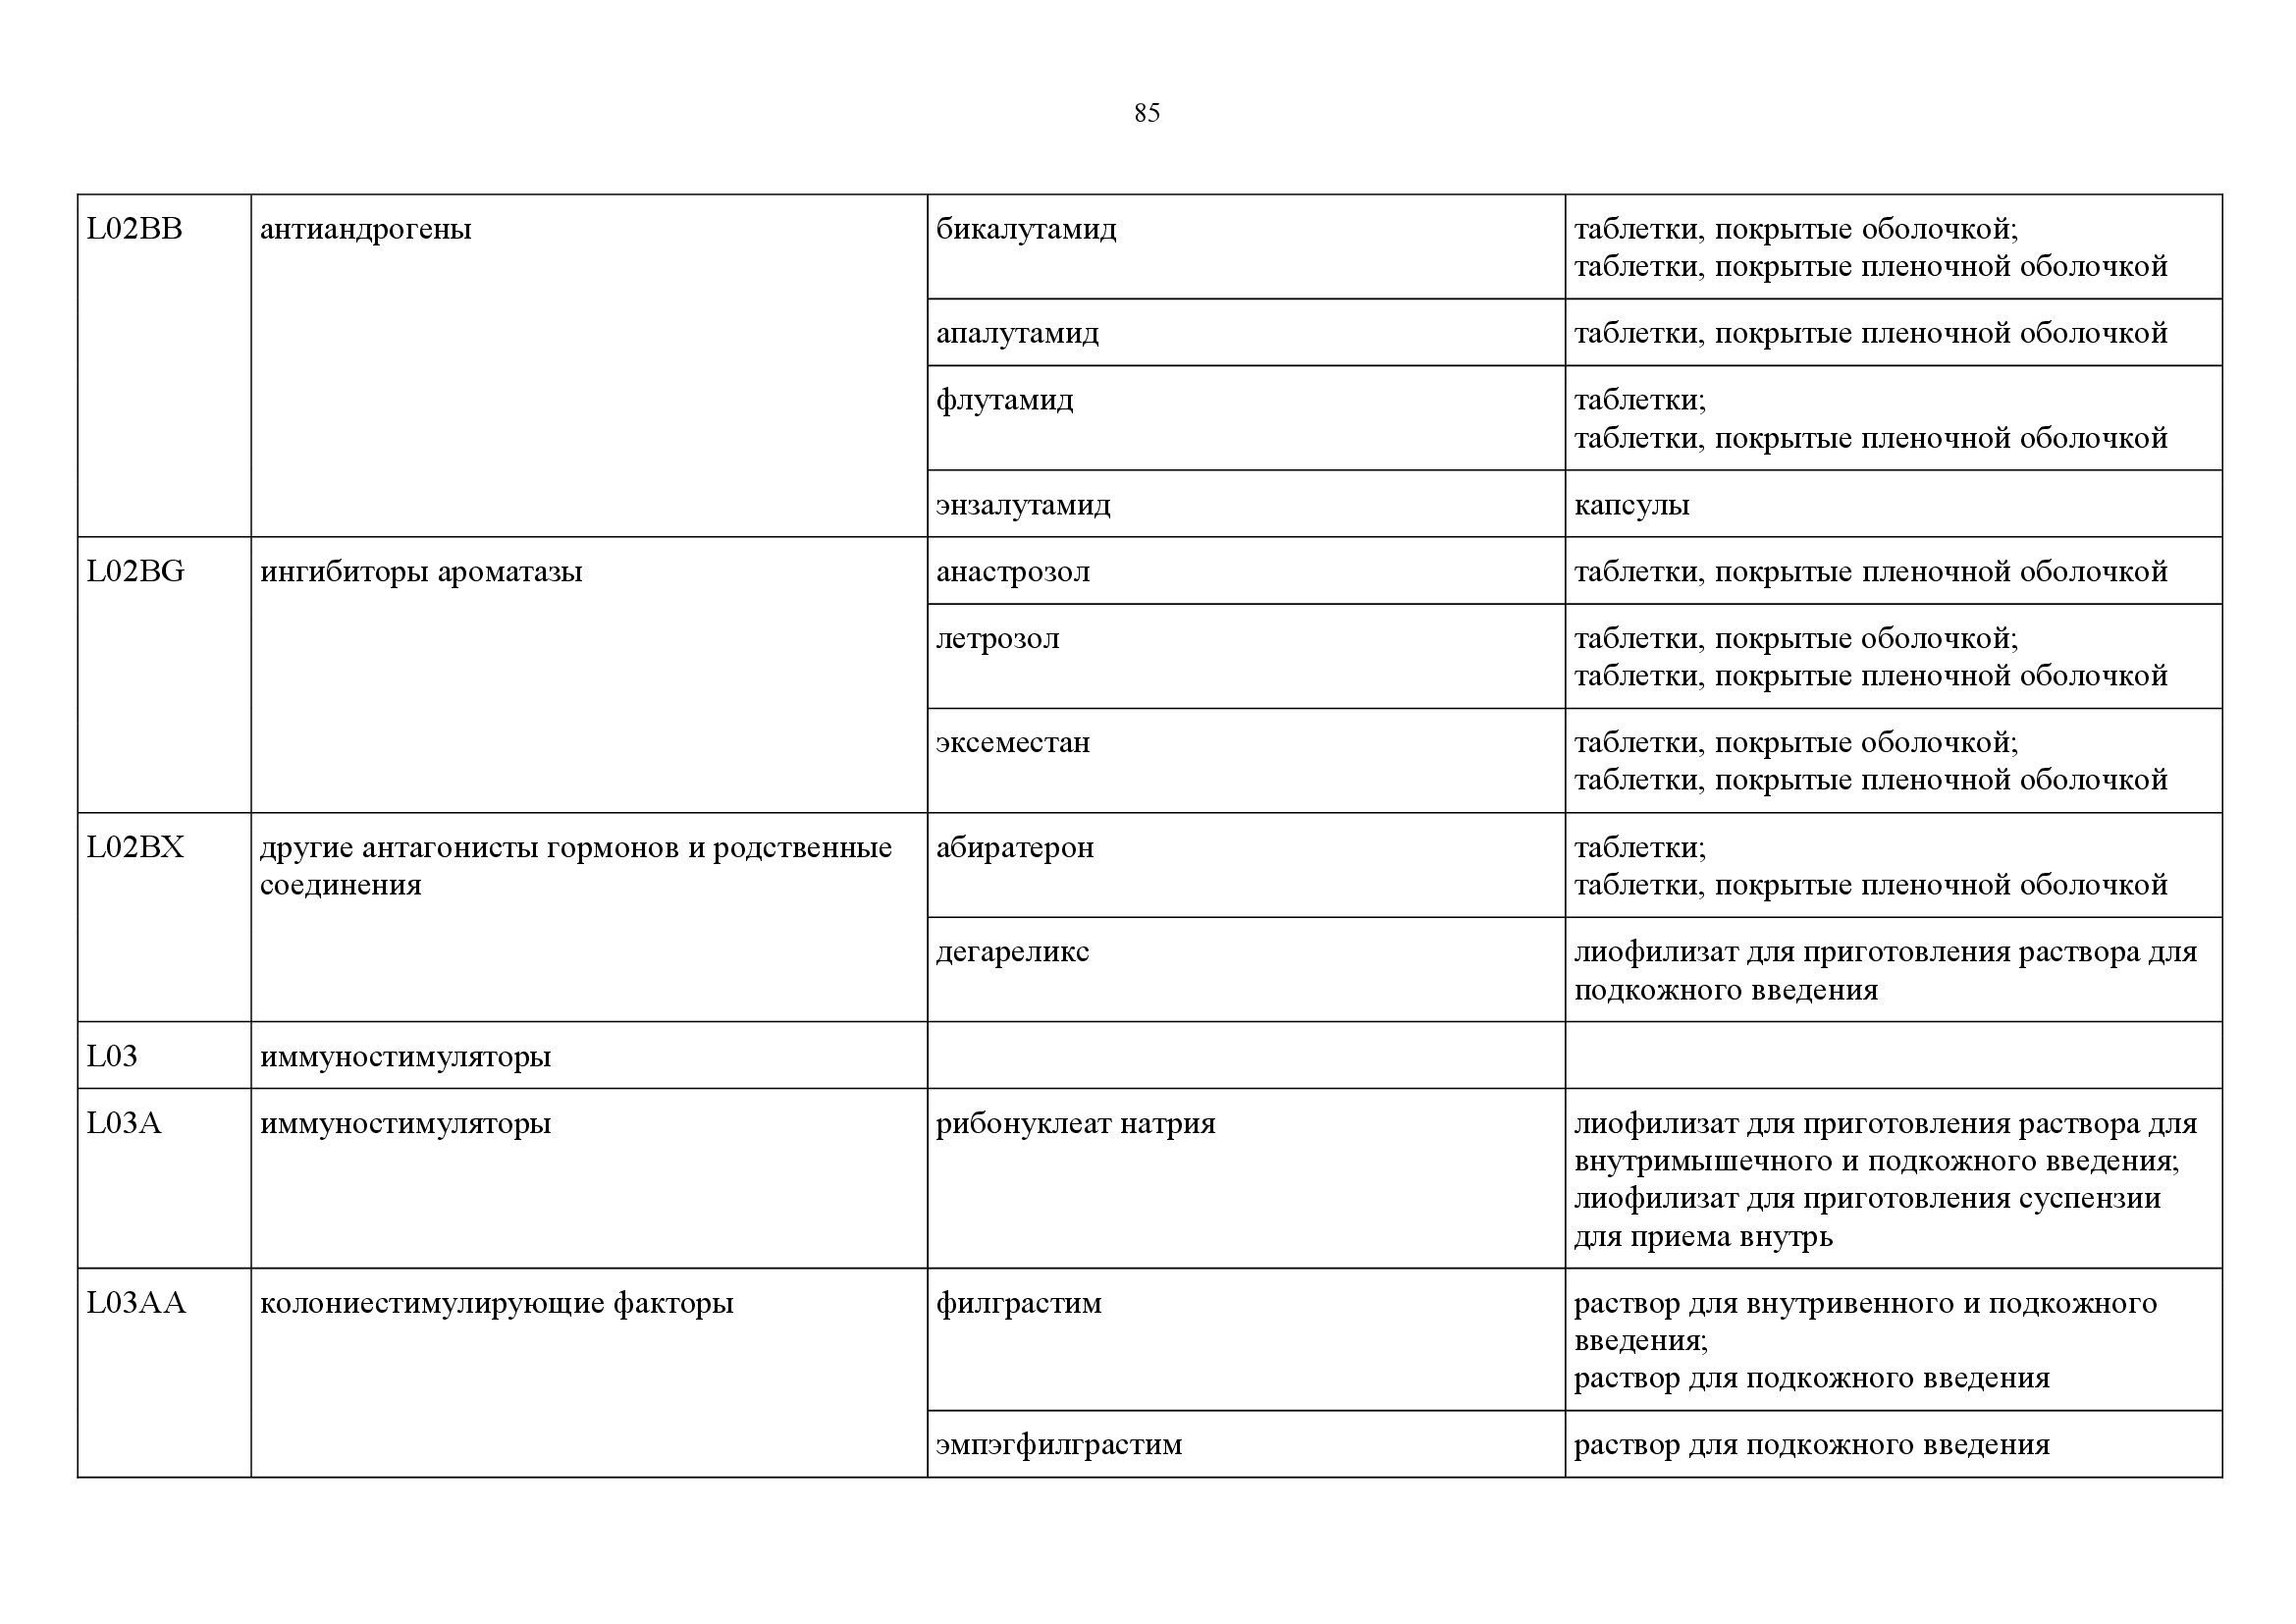 85
L02BB антиандрогены бикалутамид таблетки, покрытые оболочкой;
таблетки, покрытые пленочной оболочкой
апалутамид таблетки, покрытые пленочной оболочкой
флутамид таблетки;
таблетки, покрытые пленочной оболочкой
энзалутамид капсулы
L02BG ингибиторы ароматазы анастрозол таблетки, покрытые пленочной оболочкой
летрозол таблетки, покрытые оболочкой;
таблетки, покрытые пленочной оболочкой
эксеместан таблетки, покрытые оболочкой;
таблетки, покрытые пленочной оболочкой
L02BX другие антагонисты гормонов и родственные абиратерон таблетки;
соединения таблетки, покрытые пленочной оболочкой
дегареликс лиофилизат для приготовления раствора для
подкожного введения
L03 иммуностимуляторы
L03A иммуностимуляторы рибонуклеат натрия лиофилизат для приготовления раствора для
внутримышечного и подкожного введения;
лиофилизат для приготовления суспензии
для приема внутрь
L03AA колониестимулирующие факторы филграстим раствор для внутривенного и подкожного
введения;
раствор для подкожного введения
эмпэгфилграстим раствор для подкожного введения